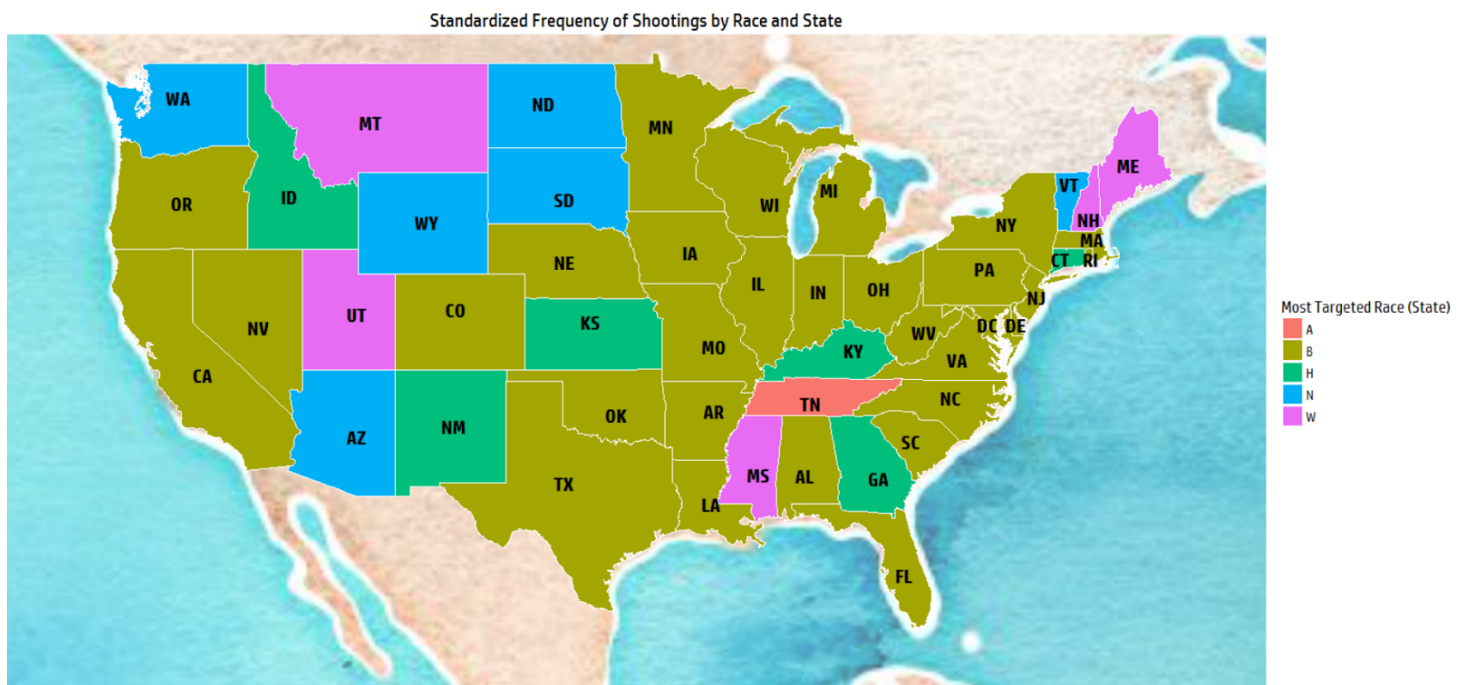 Standardized Frequency of Shootings by Race and State
WA
MT
ND
MN
ME
VT
OR
ID
WY
SD
WI
MI
NY
NH
MA
NE
IA
PA
CT
RI
NV
UT
CO
IL
IN
OH
NJ
KS
MO
KY
WV
DC
DE
VA
CA
AZ
NM
OK
AR
TN
NC
SC
TX
LA
MS
AL
GA
FL
Most Targeted Race (State)
A
B
H
N
W